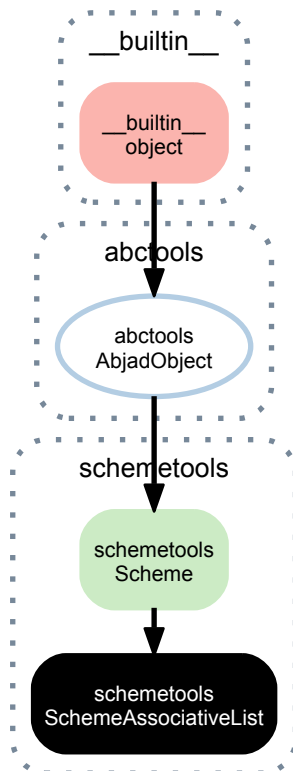 __builtin__
__builtin__
object
abctools
abctools
AbjadObject
schemetools
schemetools
Scheme
schemetools
SchemeAssociativeList